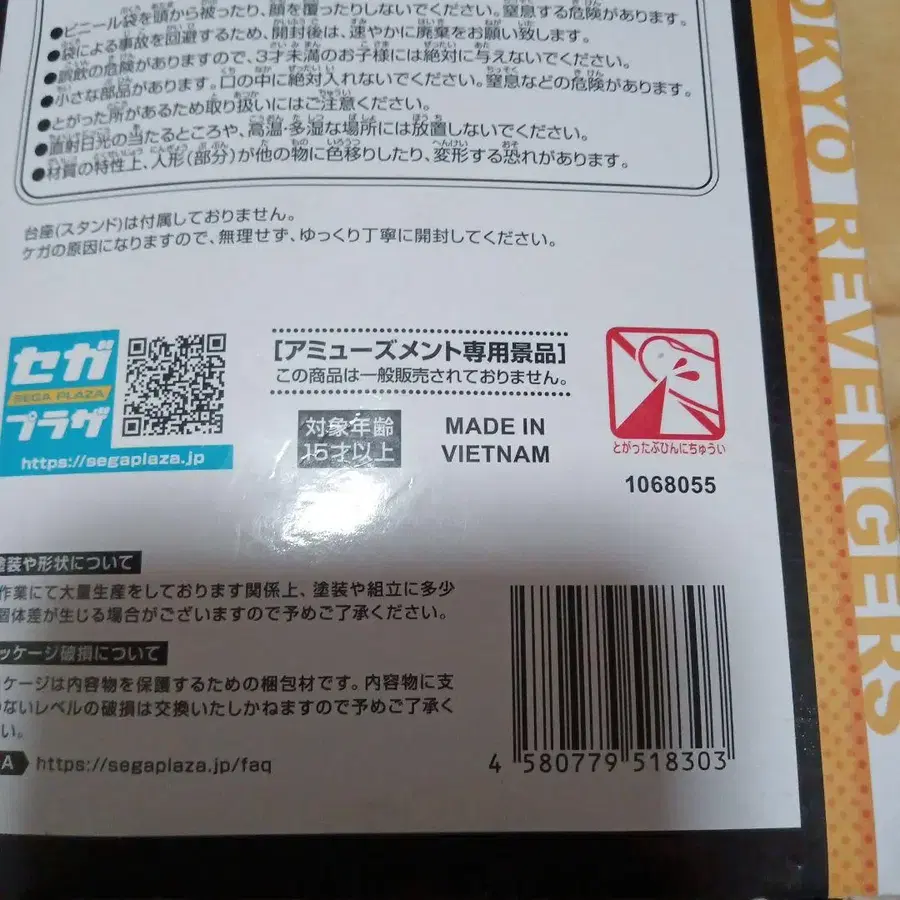 ●ビニール袋を頭から被ったり、顔を覆ったりしないでください。窒息する危険があります。
●袋による事故を回避するため、開封後は、速やかに廃棄をお願い致します。
●誤飲の危険がありますので、3才未満のお子様には絶対に与えないでください。
●小さな部品があります。口の中に絶対入れないでください。窒息などの危険があります。
●とがった所があるため取り扱いにはご注意ください。
●直射日光の当たるところや、高温・多湿な場所には放置しないでください。
●材質の特性上、人形(部分)が他の物に色移りしたり、変形する恐れがあります。
台座(スタンド)は付属しておりません。
ケガの原因になりますので、無理せず、ゆっくり丁寧に開封してください。
セガ
SEGA PLAZA
プラザ
https://segaplaza.jp
[アミューズメント専用景品]
この商品は一般販売されておりません。
対象年齢
15才以上
MADE IN
VIETNAM
とがったぶひんにちゅうい
1068055
塗装や形状について
作業にて大量生産をしております関係上、塗装や組立に多少
個体差が生じる場合がございますので予めご了承ください。
ッケージ破損について
ケージは内容物を保護するための梱包材です。内容物に支
ないレベルの破損は交換いたしかねますので予めご了承く
い。
A https://segaplaza.jp/faq
4 580779 518303
TOKYO REVENGERS